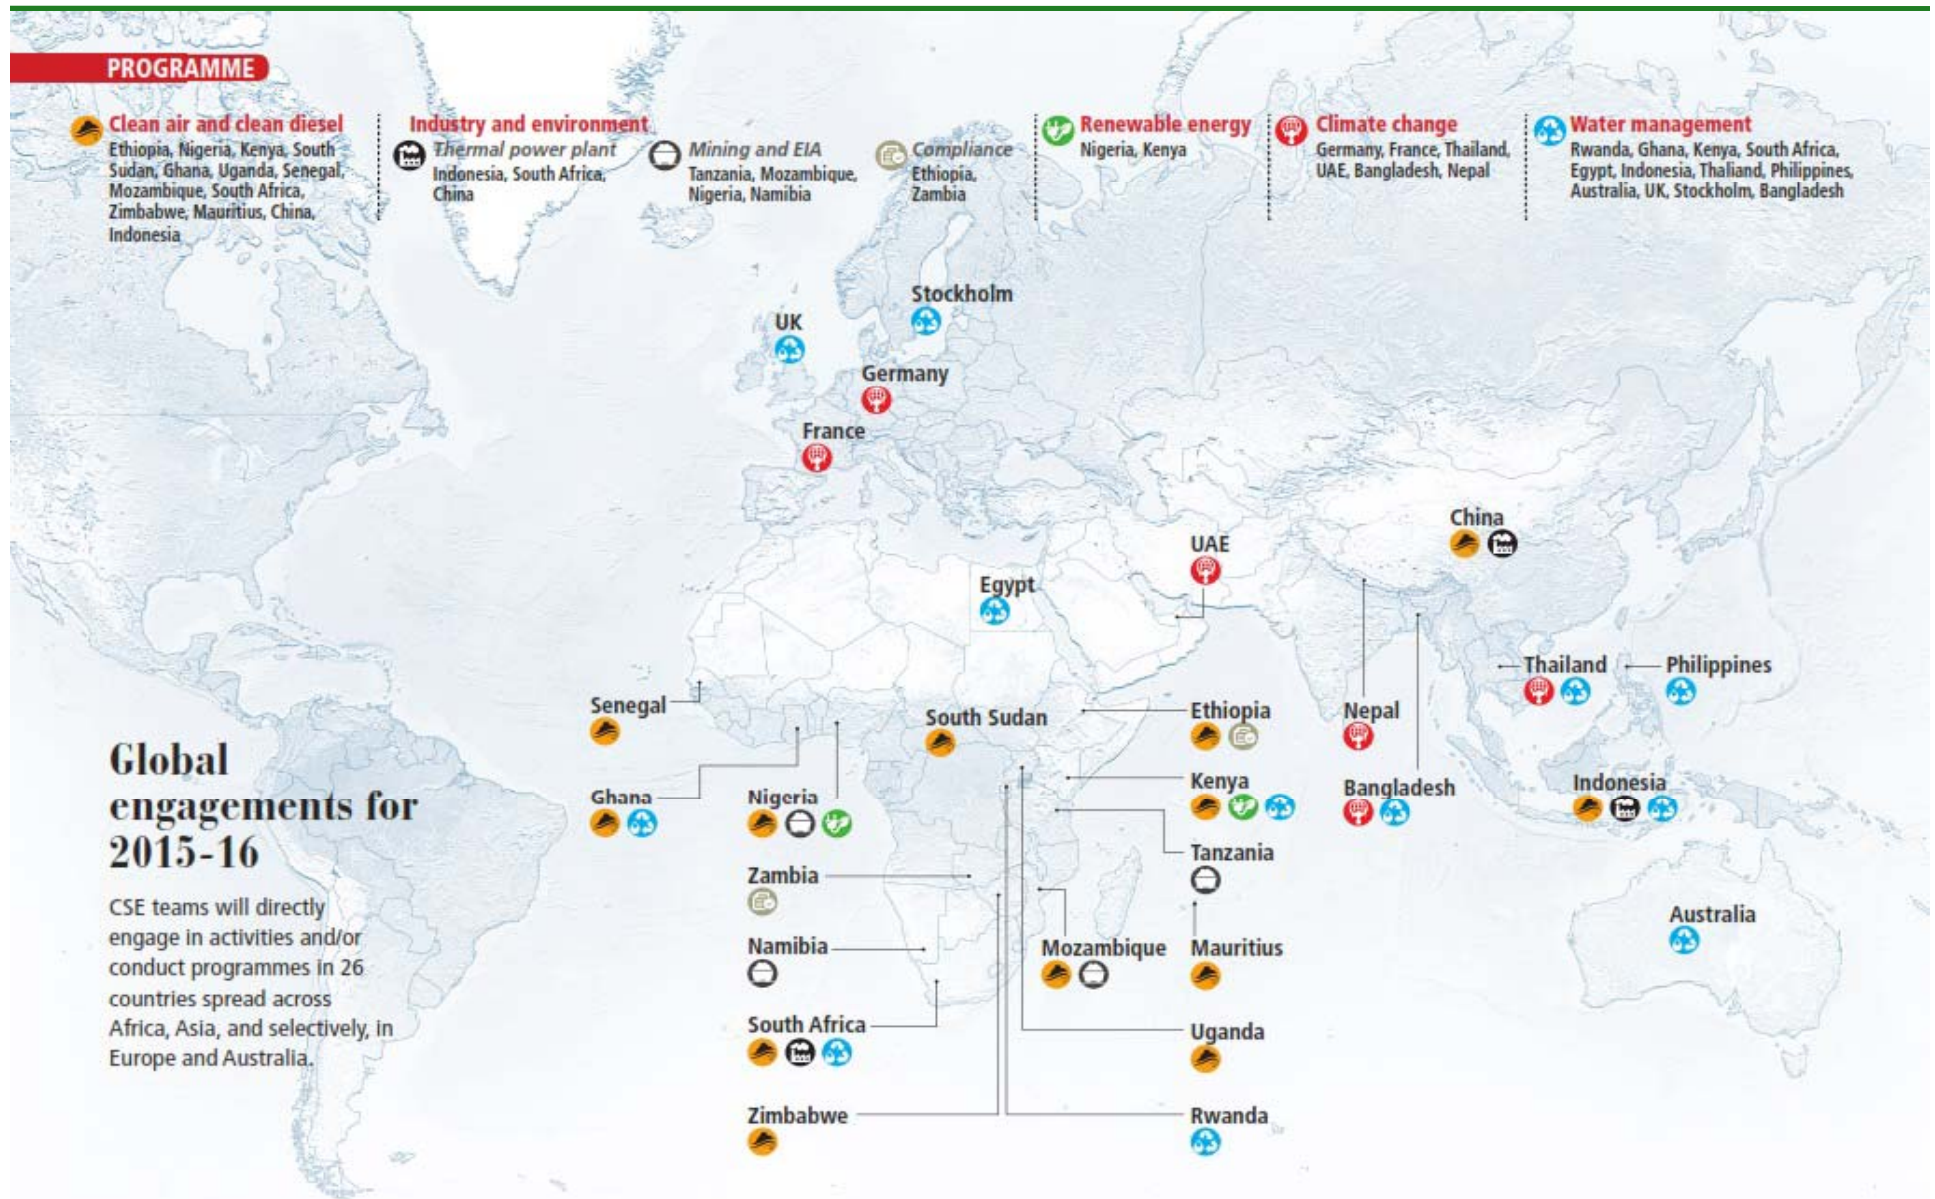 PROGRAMME
Clean air and clean diesel
Ethiopia, Nigeria, Kenya, South
Sudan, Ghana, Uganda, Senegal,
Mozambique, South Africa,
Zimbabwe, Mauritius, China,
Indonesia
Industry and environment
Thermal power plant
Indonesia, South Africa,
China
Mining and EIA
Tanzania, Mozambique,
Nigeria, Namibia
Compliance
Ethiopia,
Zambia
Renewable energy
Nigeria, Kenya
Climate change
Germany, France, Thailand,
UAE, Bangladesh, Nepal
Water management
Rwanda, Ghana, Kenya, South Africa,
Egypt, Indonesia, Thaliand, Philippines,
Australia, UK, Stockholm, Bangladesh
Stockholm
UK
Germany
France
China
UAE
Egypt
Thailand
Philippines
Senegal
South Sudan
Ethiopia
Nepal
Ghana
Nigeria
Kenya
Bangladesh
Indonesia
Zambia
Tanzania
Australia
Namibia
Mozambique
Mauritius
South Africa
Uganda
Zimbabwe
Rwanda
Global
engagements for
2015-16
CSE teams will directly
engage in activities and/or
conduct programmes in 26
countries spread across
Africa, Asia, and selectively, in
Europe and Australia.